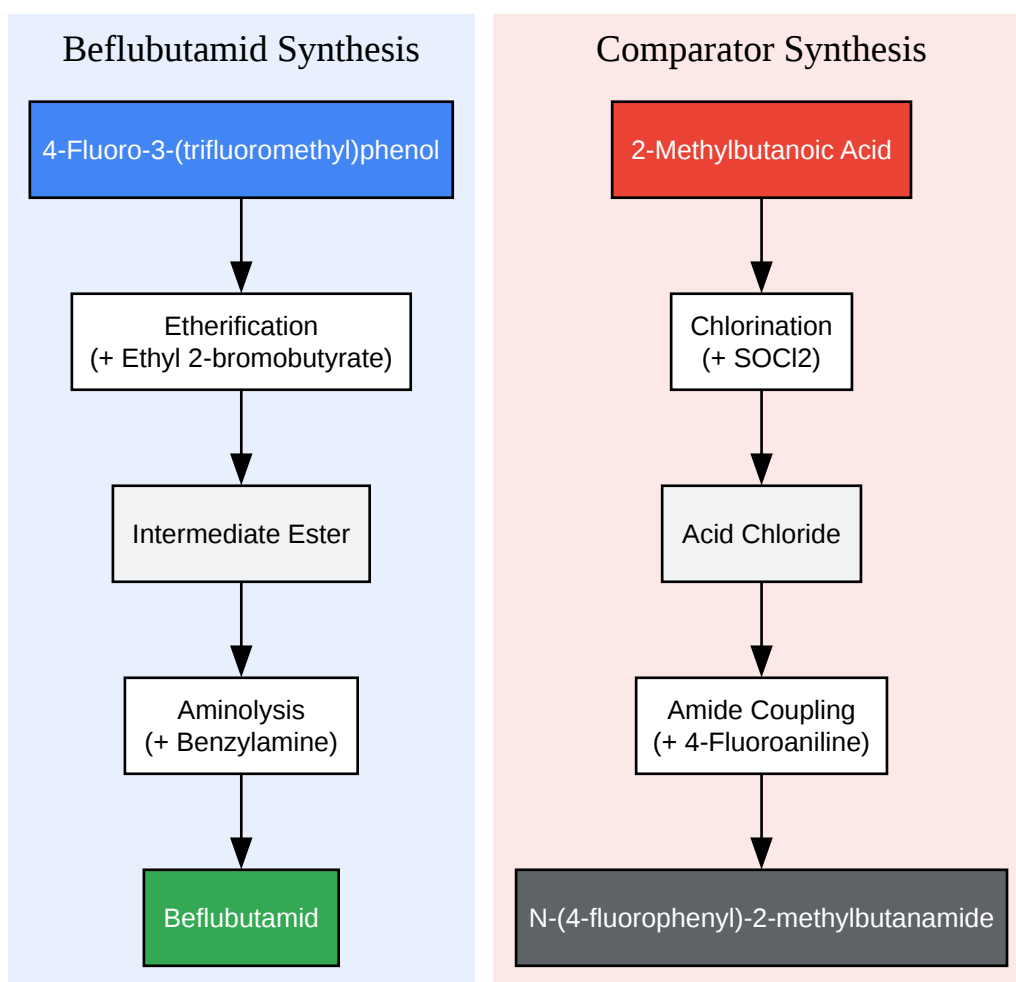 Beflubutamid Synthesis
4-Fluoro-3-(trifluoromethyl)phenol
Etherification
(+ Ethyl 2-bromobutyrate)
Intermediate Ester
Aminolysis
(+ Benzylamine)
Beflubutamid
Comparator Synthesis
2-Methylbutanoic Acid
Chlorination
(+ SOCl2)
Acid Chloride
Amide Coupling
(+ 4-Fluoroaniline)
N-(4-fluorophenyl)-2-methylbutanamide